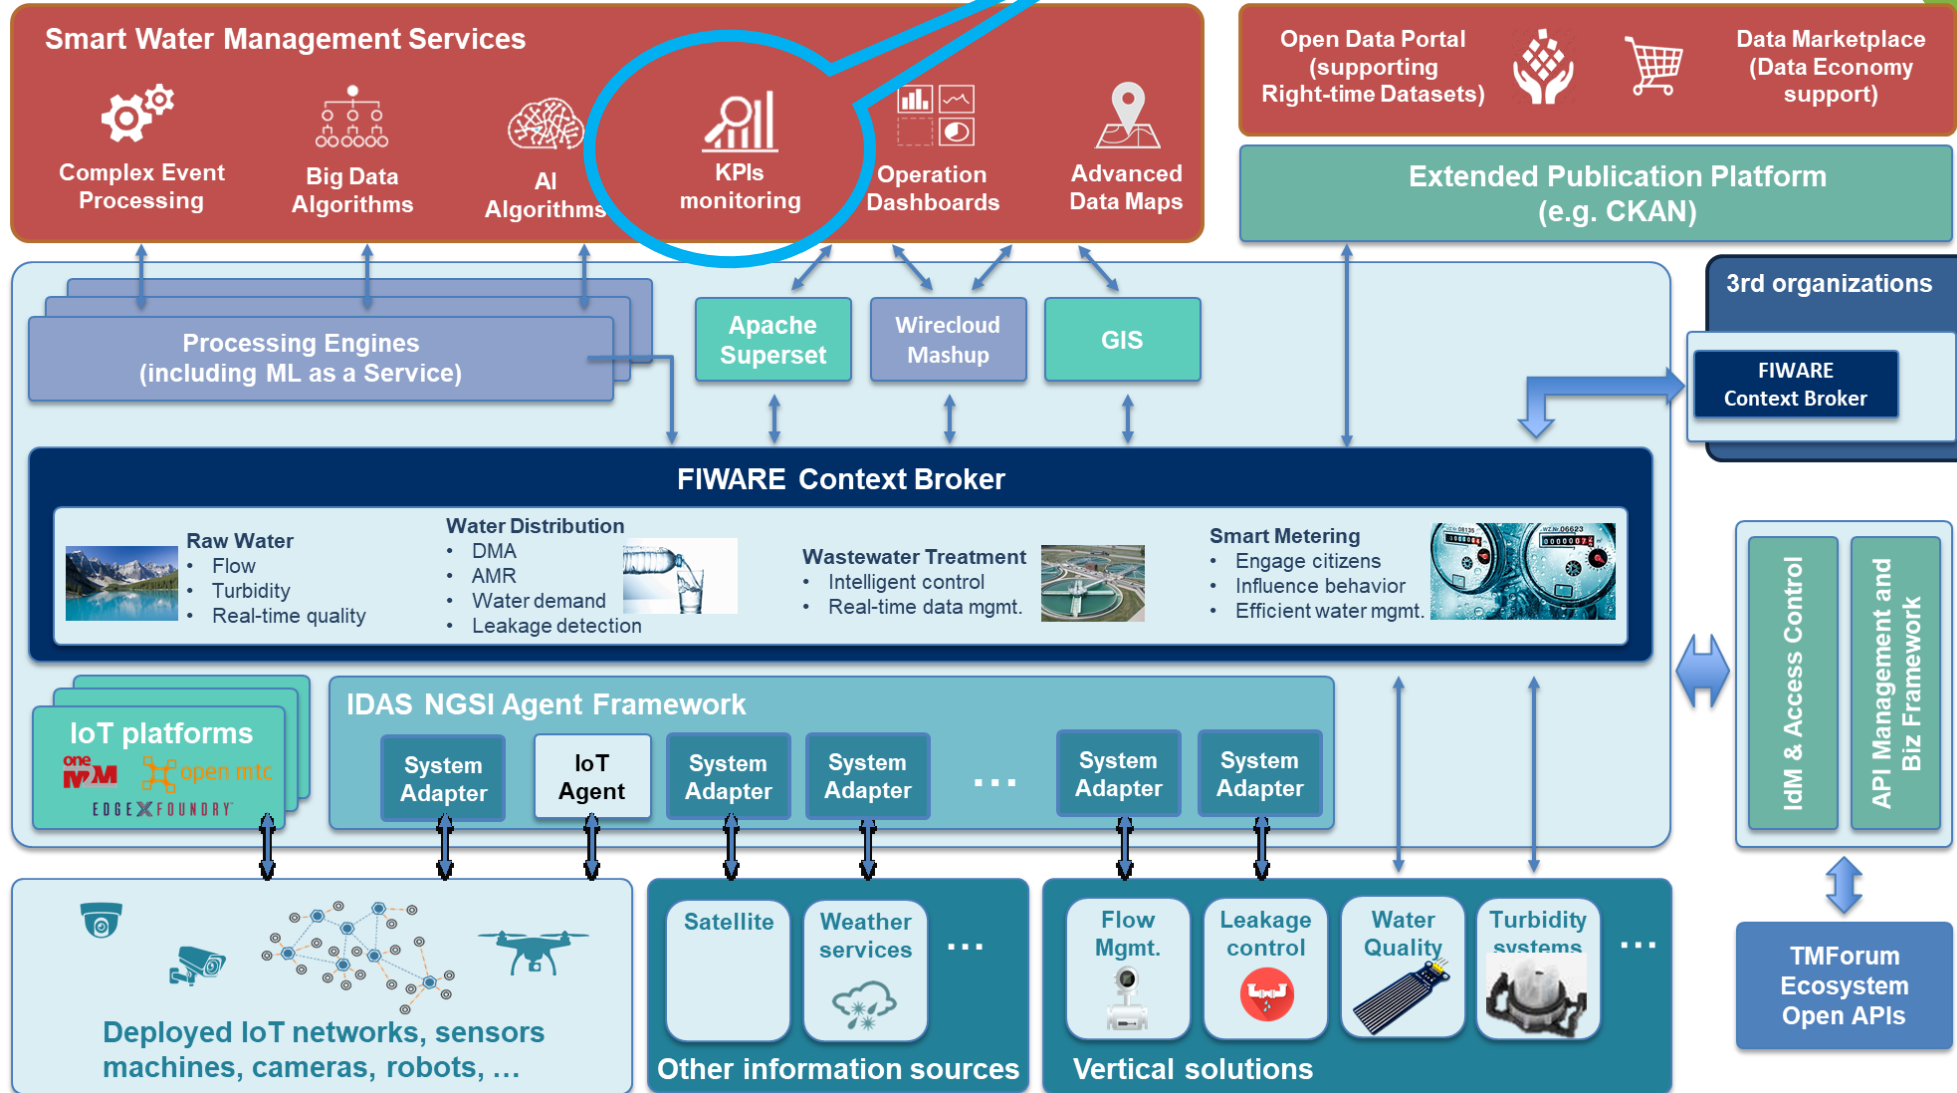 Smart Water Management Services
Complex Event
Processing
Big Data
Algorithms
AI
Algorithms
KPIs
monitoring
Operation
Dashboards
Advanced
Data Maps
Open Data Portal
(supporting
Right-time Datasets)
Data Marketplace
(Data Economy
support)
Extended Publication Platform
(e.g. CKAN)
3rd organizations
FIWARE
Context Broker
Processing Engines
(including ML as a Service)
Apache
Superset
Wirecloud
Mashup
GIS
FIWARE Context Broker
Raw Water
• Flow
• Turbidity
• Real-time quality
Water Distribution
• DMA
• AMR
• Water demand
• Leakage detection
Wastewater Treatment
• Intelligent control
• Real-time data mgmt.
Smart Metering
• Engage citizens
• Influence behavior
• Efficient water mgmt.
IdM & Access Control
API Management and
Biz Framework
IoT platforms
one
M2M
open mtc
EDGE X FOUNDRY
IDAS NGSI Agent Framework
System
Adapter
IoT
Agent
System
Adapter
System
Adapter
...
System
Adapter
System
Adapter
Deployed IoT networks, sensors
machines, cameras, robots, ...
Satellite
Weather
services
...
Other information sources
Flow
Mgmt.
Leakage
control
Water
Quality
Turbidity
systems
...
Vertical solutions
TMForum
Ecosystem
Open APIs